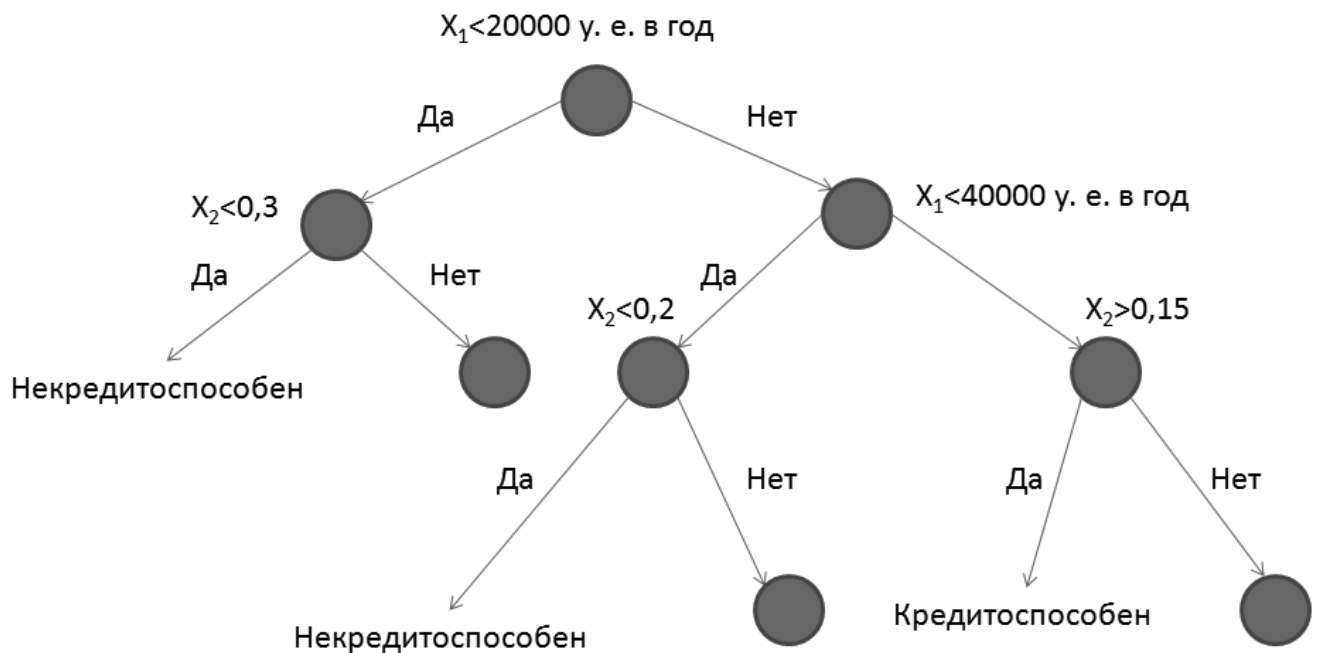 X₁<20000 у. е. в год
Да
Нет
X₂<0,3
X₁<40000 у. е. в год
Да
Нет
Да
X₂<0,2
X₂>0,15
Некредитоспособен
Да
Нет
Да
Нет
Некредитоспособен
Кредитоспособен